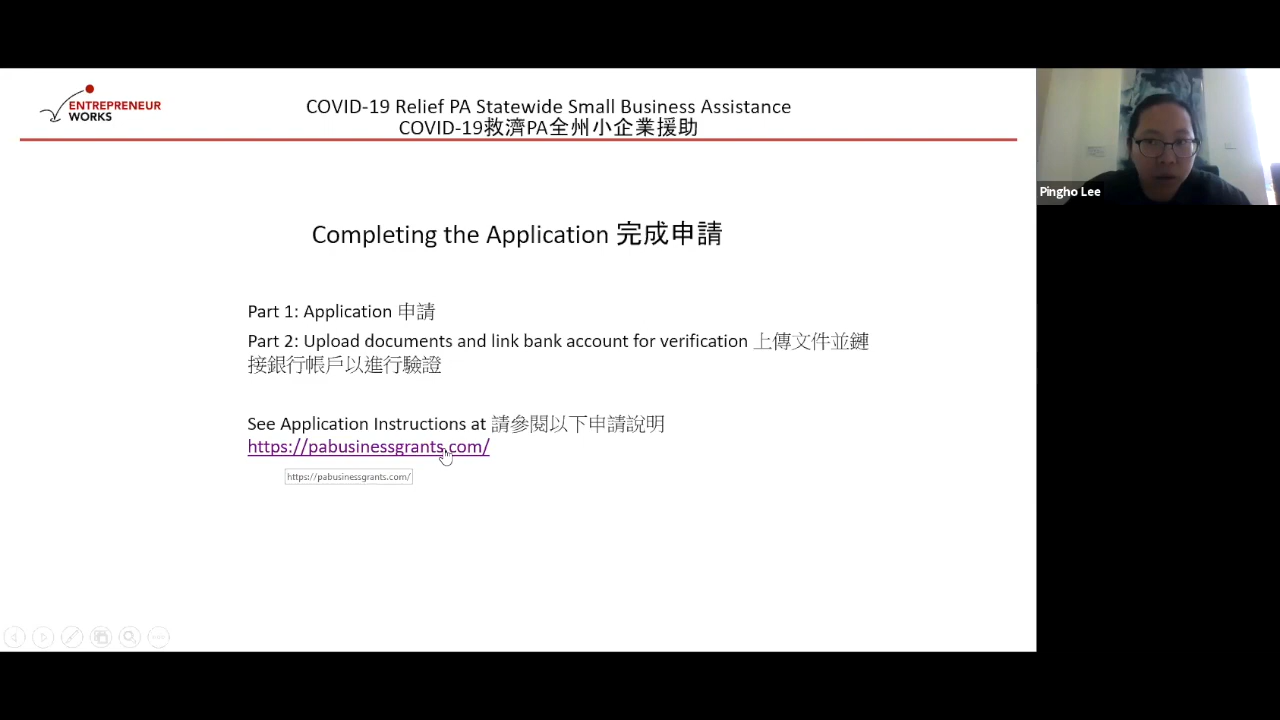 ENTREPRENEUR
WORKS
COVID-19 Relief PA Statewide Small Business Assistance
COVID-19救濟PA全州小企業援助
Pingho Lee
Completing the Application 完成申請
Part 1: Application 申請
Part 2: Upload documents and link bank account for verification 上傳文件並鏈
接銀行帳戶以進行驗證
See Application Instructions at 請參閱以下申請說明
https://pabusinessgrants.com/
https://pabusinessgrants.com/